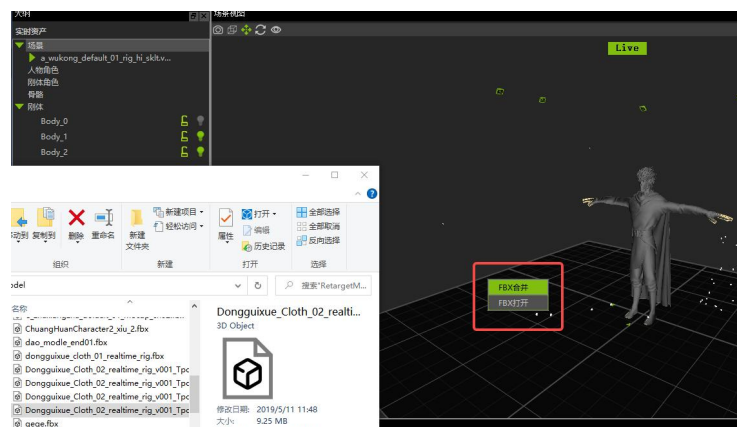 大纲
场景视图
实时资产
场景
a_wukong_default_01_rig_hi_sklt.v...
人物角色
刚体角色
骨骼
刚体
Body_0
Body_1
Body_2
Live
移动到 复制到 删除 重命名 新建文件夹
新建项目
轻松访问
属性
打开
编辑
历史记录
全部选择
全部取消
反向选择
组织
新建
打开
选择
odel
搜索"RetargetM...
名称
ChuangHuanCharacter2_xiu_2.fbx
dao_modle_end01.fbx
dongguixue_cloth_01_realtime_rig.fbx
Dongguixue_Cloth_02_realtime_rig_v001_Tpc
Dongguixue_Cloth_02_realtime_rig_v001_Tpc
Dongguixue_Cloth_02_realtime_rig_v001_Tpc
Dongguixue_Cloth_02_realtime_rig_v001_Tpc
gege.fbx
Dongguixue_Cloth_02_realti...
3D Object
修改日期: 2019/5/11 11:48
大小: 9.25 MB
FBX合并
FBX打开